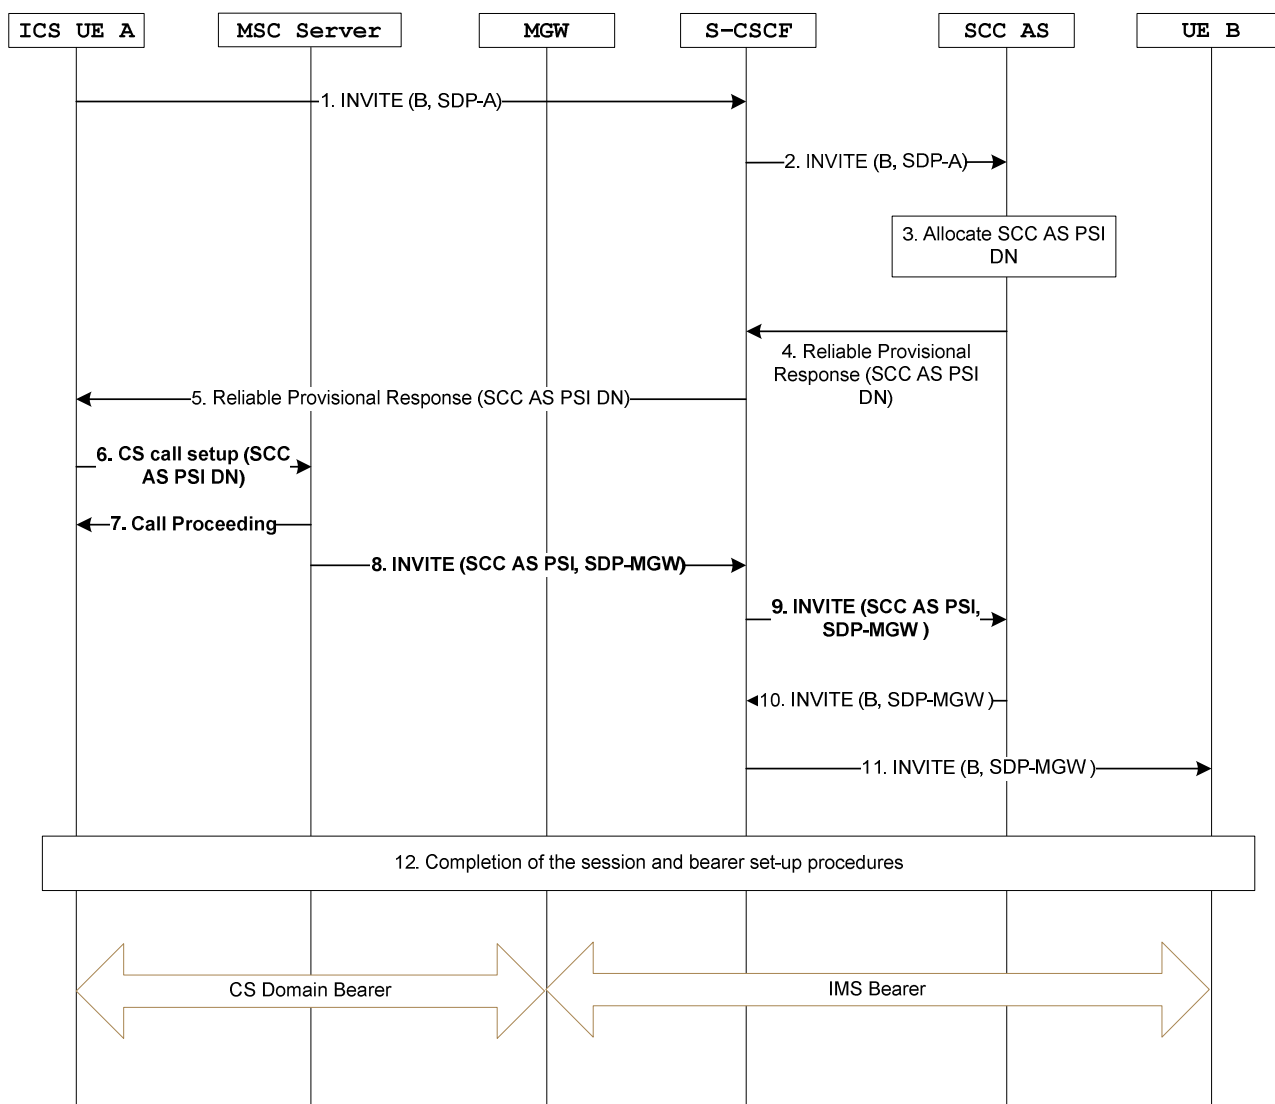 ICS UE A
MSC Server
MGW
S-CSCF
SCC AS
UE B
1. INVITE (B, SDP-A)
2. INVITE (B, SDP-A)
3. Allocate SCC AS PSI
DN
4. Reliable Provisional
Response (SCC AS PSI
DN)
5. Reliable Provisional Response (SCC AS PSI DN)
6. CS call setup (SCC
AS PSI DN)
7. Call Proceeding
8. INVITE (SCC AS PSI, SDP-MGW)
9. INVITE (SCC AS PSI,
SDP-MGW )
10. INVITE (B, SDP-MGW )
11. INVITE (B, SDP-MGW )
12. Completion of the session and bearer set-up procedures
CS Domain Bearer
IMS Bearer